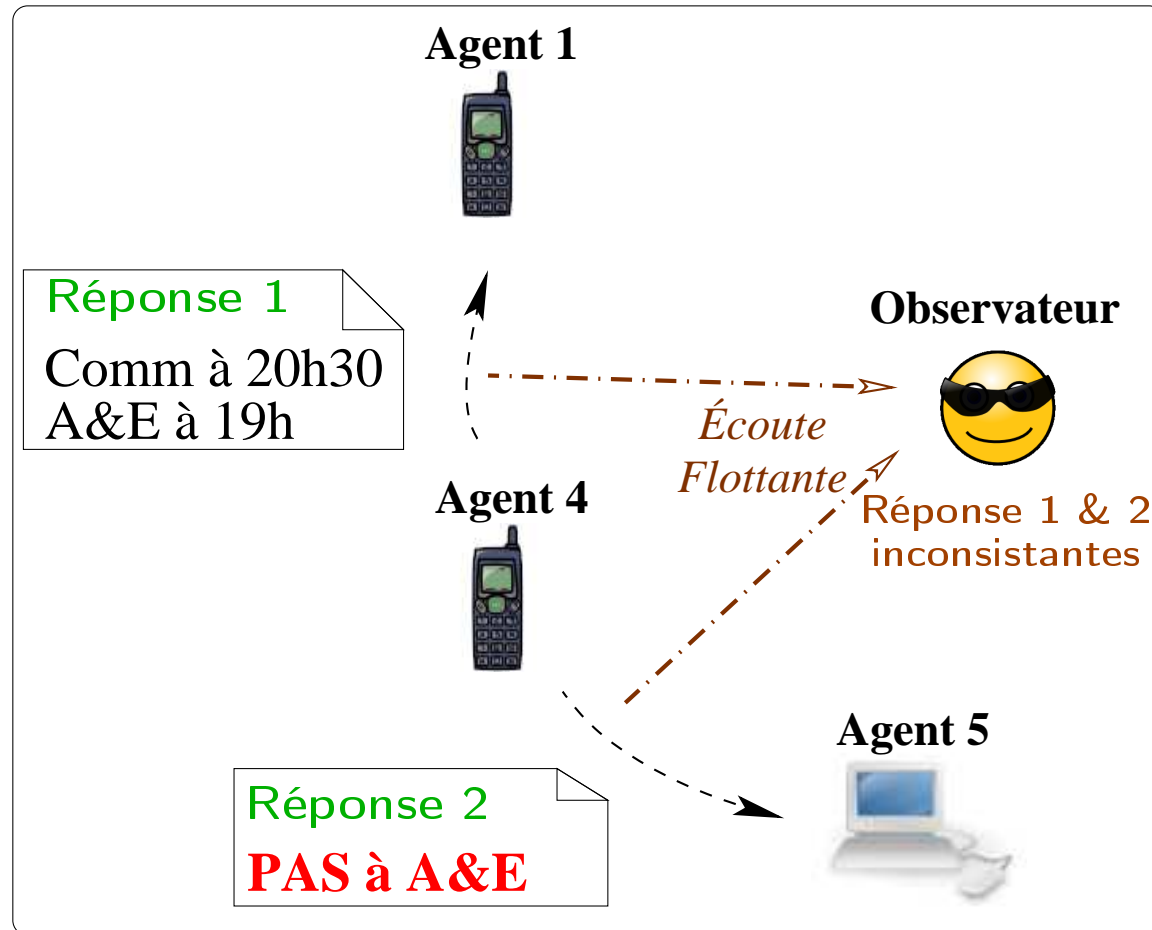 Agent 1
Réponse 1
Comm à 20h30
A&E à 19h
Observateur
Écoute
Flottante
Réponse 1 & 2
inconsistantes
Agent 4
Agent 5
Réponse 2
PAS à A&E